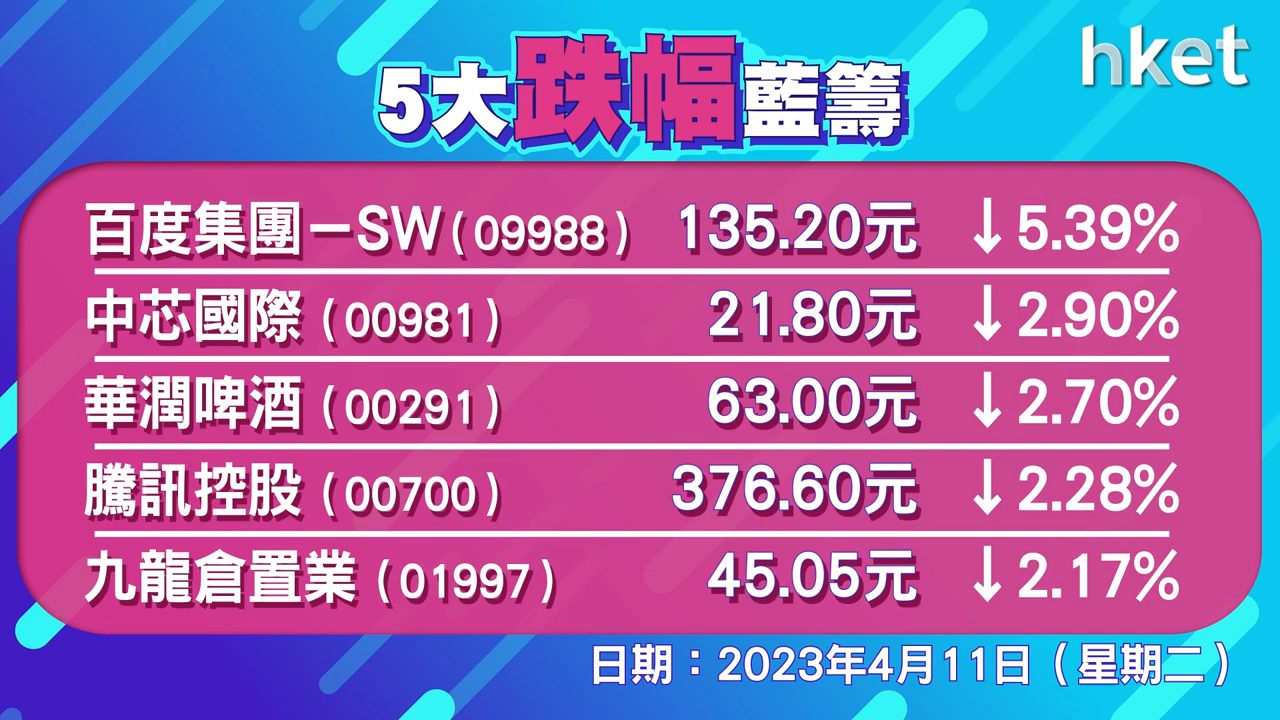 hket
5大跌幅藍籌
百度集團－SW(09988) 135.20元 ↓5.39%
中芯國際(00981) 21.80元 ↓2.90%
華潤啤酒(00291) 63.00元 ↓2.70%
騰訊控股(00700) 376.60元 ↓2.28%
九龍倉置業(01997) 45.05元 ↓2.17%
日期：2023年4月11日（星期二）